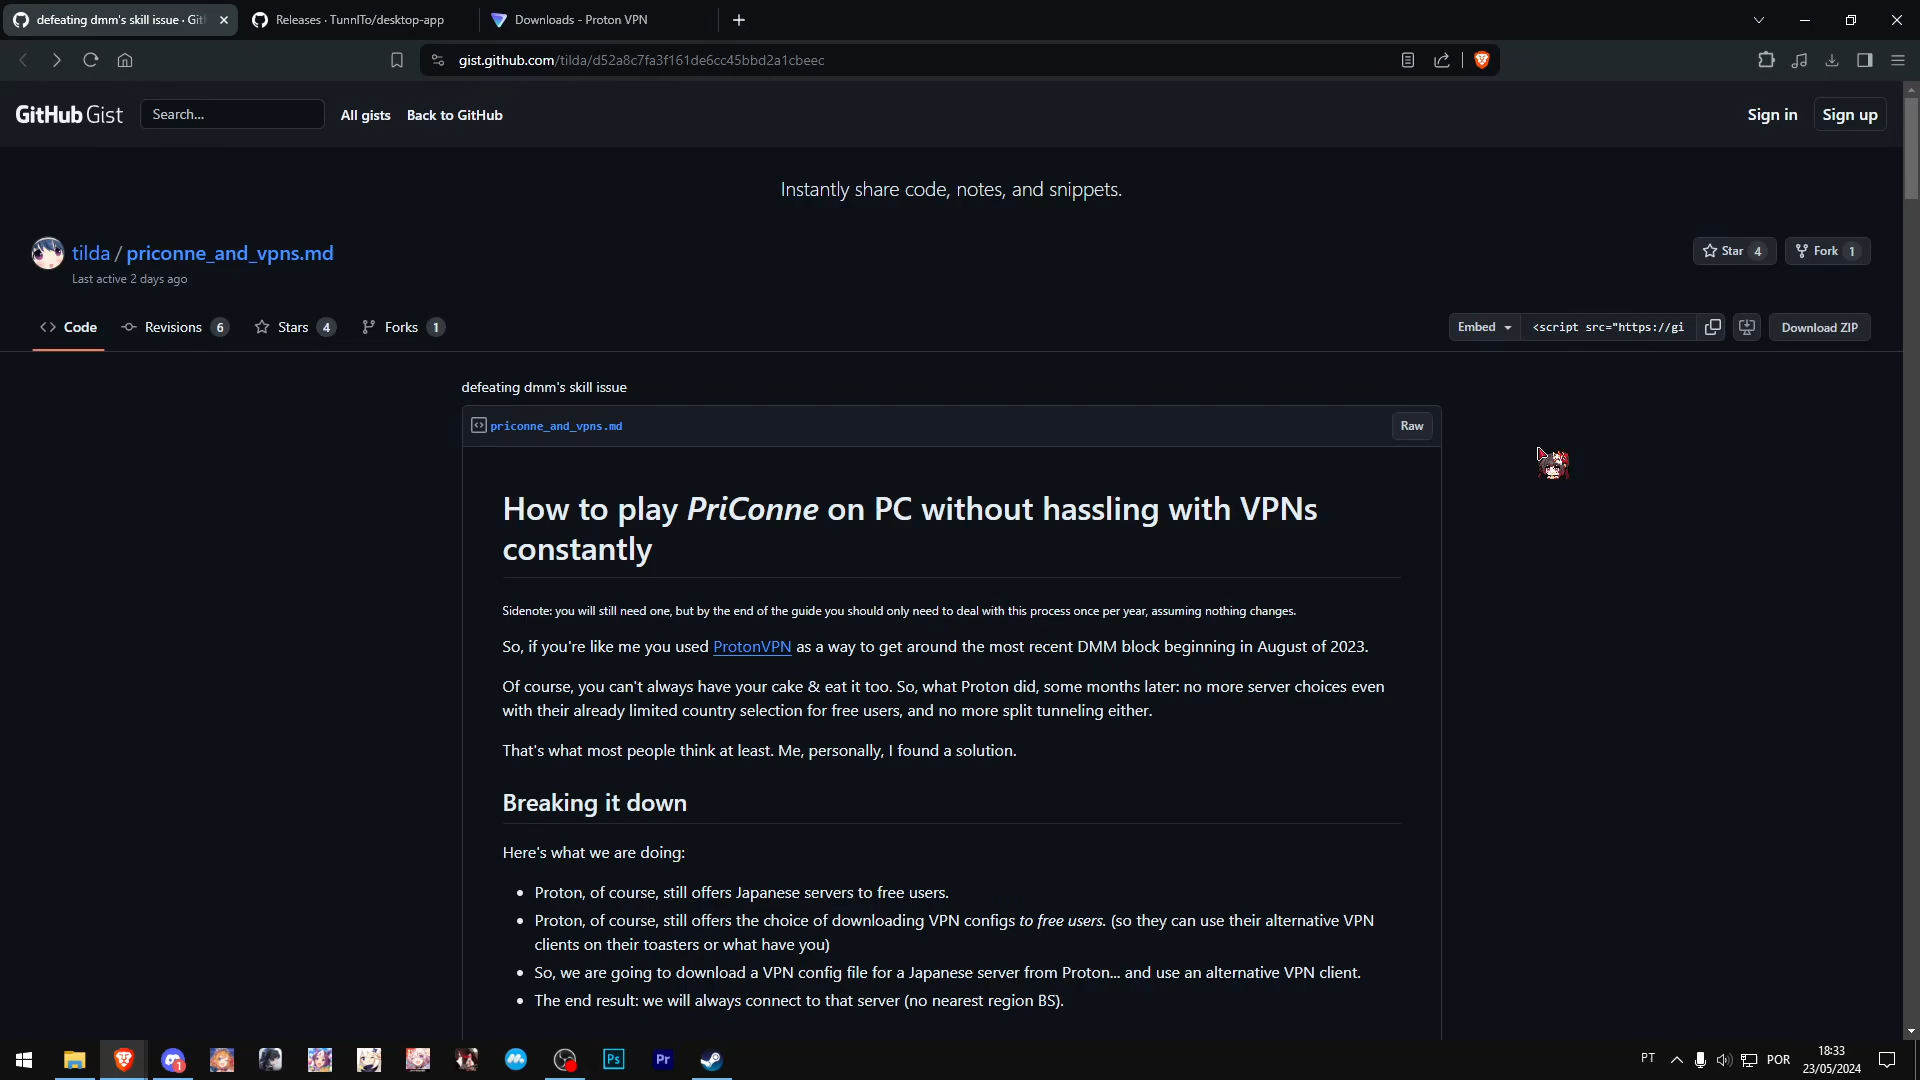 defeating dmm's skill issue · Git
Releases · TunnlTo/desktop-app
Downloads - Proton VPN
gist.github.com/tilda/d52a8c7fa3f161de6cc45bbd2a1cbeec
GitHub Gist
Search...
All gists
Back to GitHub
Sign in
Sign up
Instantly share code, notes, and snippets.
tilda / priconne_and_vpns.md
Last active 2 days ago
Star 4
Fork 1
Code
Revisions 6
Stars 4
Forks 1
Embed
<script src="https://gi
Download ZIP
defeating dmm's skill issue
priconne_and_vpns.md
Raw
How to play PriConne on PC without hassling with VPNs
constantly
Sidenote: you will still need one, but by the end of the guide you should only need to deal with this process once per year, assuming nothing changes.
So, if you're like me you used ProtonVPN as a way to get around the most recent DMM block beginning in August of 2023.
Of course, you can't always have your cake & eat it too. So, what Proton did, some months later: no more server choices even
with their already limited country selection for free users, and no more split tunneling either.
That's what most people think at least. Me, personally, I found a solution.
Breaking it down
Here's what we are doing:
• Proton, of course, still offers Japanese servers to free users.
• Proton, of course, still offers the choice of downloading VPN configs to free users. (so they can use their alternative VPN
clients on their toasters or what have you)
• So, we are going to download a VPN config file for a Japanese server from Proton... and use an alternative VPN client.
• The end result: we will always connect to that server (no nearest region BS).
1
Ps
Pr
PT
POR
18:33
23/05/2024